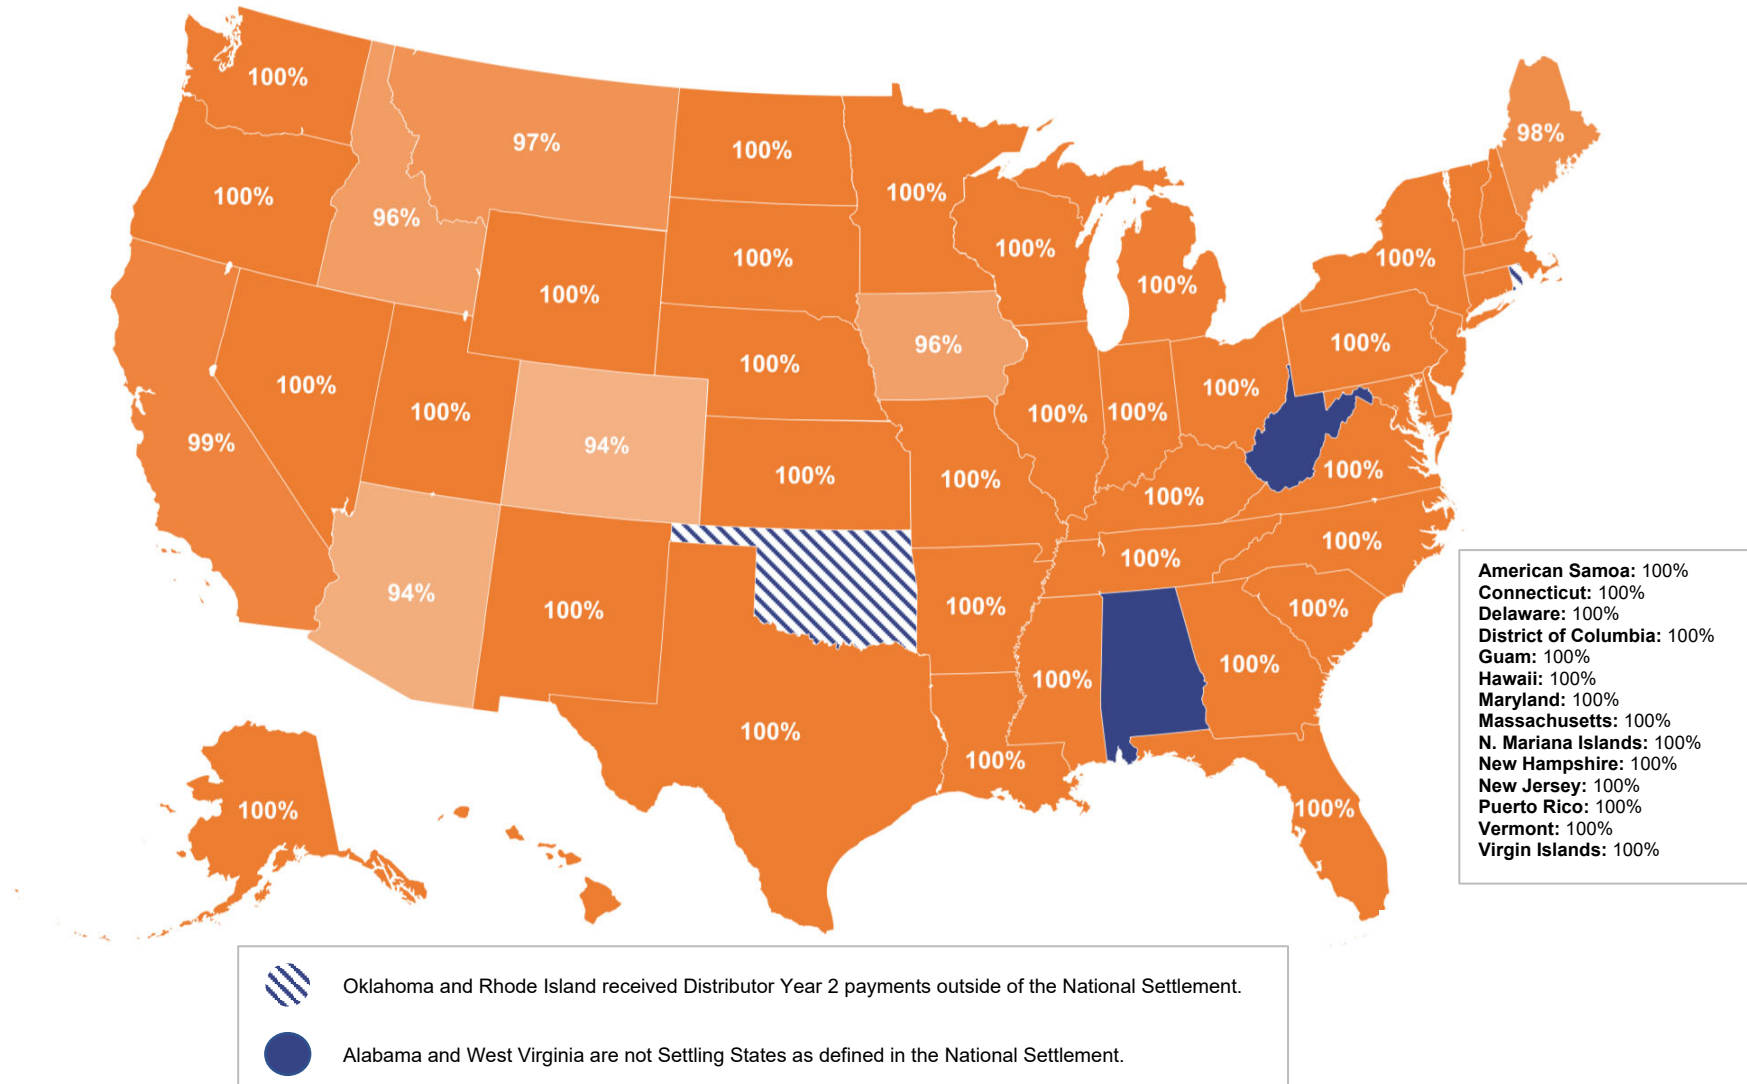 100%
98%
97%
100%
100%
100%
96%
100%
100%
100%
100%
100%
100%
100%
96%
100%
100%
100%
100%
100%
100%
100%
99%
94%
100%
100%
100%
100%
100%
100%
94%
100%
100%
100%
100%
100%
100%
100%
100%
100%
100%
American Samoa: 100%
Connecticut: 100%
Delaware: 100%
District of Columbia: 100%
Guam: 100%
Hawaii: 100%
Maryland: 100%
Massachusetts: 100%
N. Mariana Islands: 100%
New Hampshire: 100%
New Jersey: 100%
Puerto Rico: 100%
Vermont: 100%
Virgin Islands: 100%
Oklahoma and Rhode Island received Distributor Year 2 payments outside of the National Settlement.
Alabama and West Virginia are not Settling States as defined in the National Settlement.